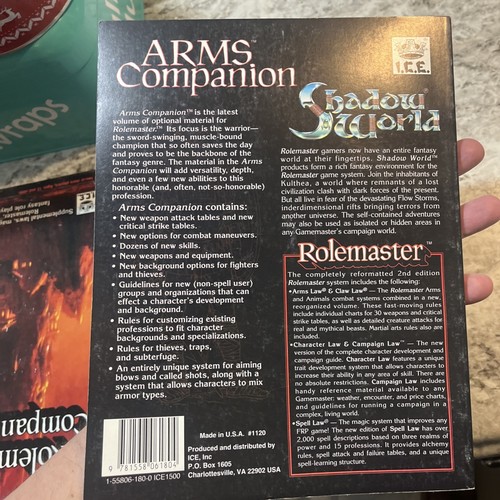 ARMS
Companion™
Arms Companion™ is the latest
volume of optional material for
Rolemaster.™ Its focus is the warrior—
the sword-swinging, muscle-bound
champion that so often saves the day
and proves to be the backbone of the
fantasy genre. The material in the Arms
Companion will add versatility, depth,
and even a few new abilities to this
honorable (and, often, not-so-honorable)
profession.
Arms Companion contains:
• New weapon attack tables and new
critical strike tables.
• New options for combat maneuvers.
• Dozens of new skills.
• New weapons and equipment.
• New background options for fighters
and thieves.
• Guidelines for new (non-spell user)
groups and organizations that can
effect a character's development
and background.
• Rules for customizing existing
professions to fit character
backgrounds and specializations.
• Rules for thieves, traps,
and subterfuge.
• An entirely unique system for aiming
blows and called shots, along with a
system that allows characters to mix
armor types.
I.C.E.
Shadow
World
Rolemaster gamers now have an entire fantasy
world at their fingertips. Shadow World™
products form a rich fantasy environment for the
Rolemaster game system. Join the inhabitants of
Kulthea, a world where remnants of a lost
civilization clash with dark forces of the present.
But all live in fear of the devastating Flow Storms,
interdimensional rifts bringing terrors from
another universe. The self-contained adventures
may also be used as isolated or hidden areas in
any Gamemaster's campaign world.
Rolemaster™
The completely reformatted 2nd edition
Rolemaster system includes the following:
• Arms Law® & Claw Law® — The Rolemaster Arms
and Animals combat systems combined in a new,
reorganized volume. These fast-moving rules
include individual charts for 30 weapons and critical
strike tables, as well as detailed creature attacks for
real and mythical beasts. Martial arts rules also are
included.
• Character Law & Campaign Law™ — The new
version of the complete character development and
campaign guide. Character Law features a unique
trait development system that allows characters to
increase their ability in any area of skill. There are
no absolute restrictions. Campaign Law includes
handy reference material available to any
Gamemaster: weather, encounter, and price charts,
and guidelines for running a campaign in a
complex, living world.
• Spell Law® — The magic system that improves any
FRP game! The new edition of Spell Law has over
2,000 spell descriptions based on three realms of
power and 15 professions. It provides alchemy
rules, spell attack and failure tables, and a unique
spell-learning structure.
9 781558 061804
1-55806-180-0 ICE1500
Made in U.S.A. #1120
Produced and distributed by
ICE, Inc
P.O. Box 1605
Charlottesville, VA 22902 USA
raps
I.C.E.